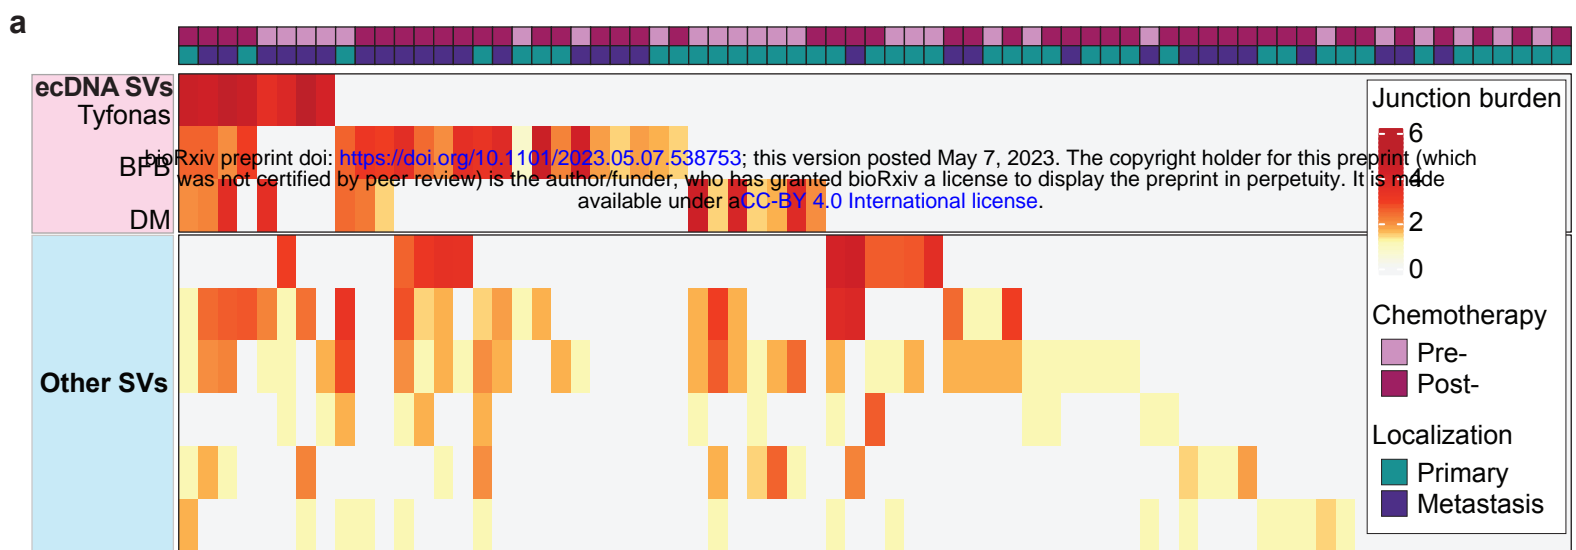 a
ecDNA SVs
Tyfonas
BFB
DM
Other SVs
bioRxiv preprint doi: https://doi.org/10.1101/2023.05.07.538753; this version posted May 7, 2023. The copyright holder for this preprint (which
was not certified by peer review) is the author/funder, who has granted bioRxiv a license to display the preprint in perpetuity. It is made
available under aCC-BY 4.0 International license.
Junction burden
6
4
2
0
Chemotherapy
Pre-
Post-
Localization
Primary
Metastasis